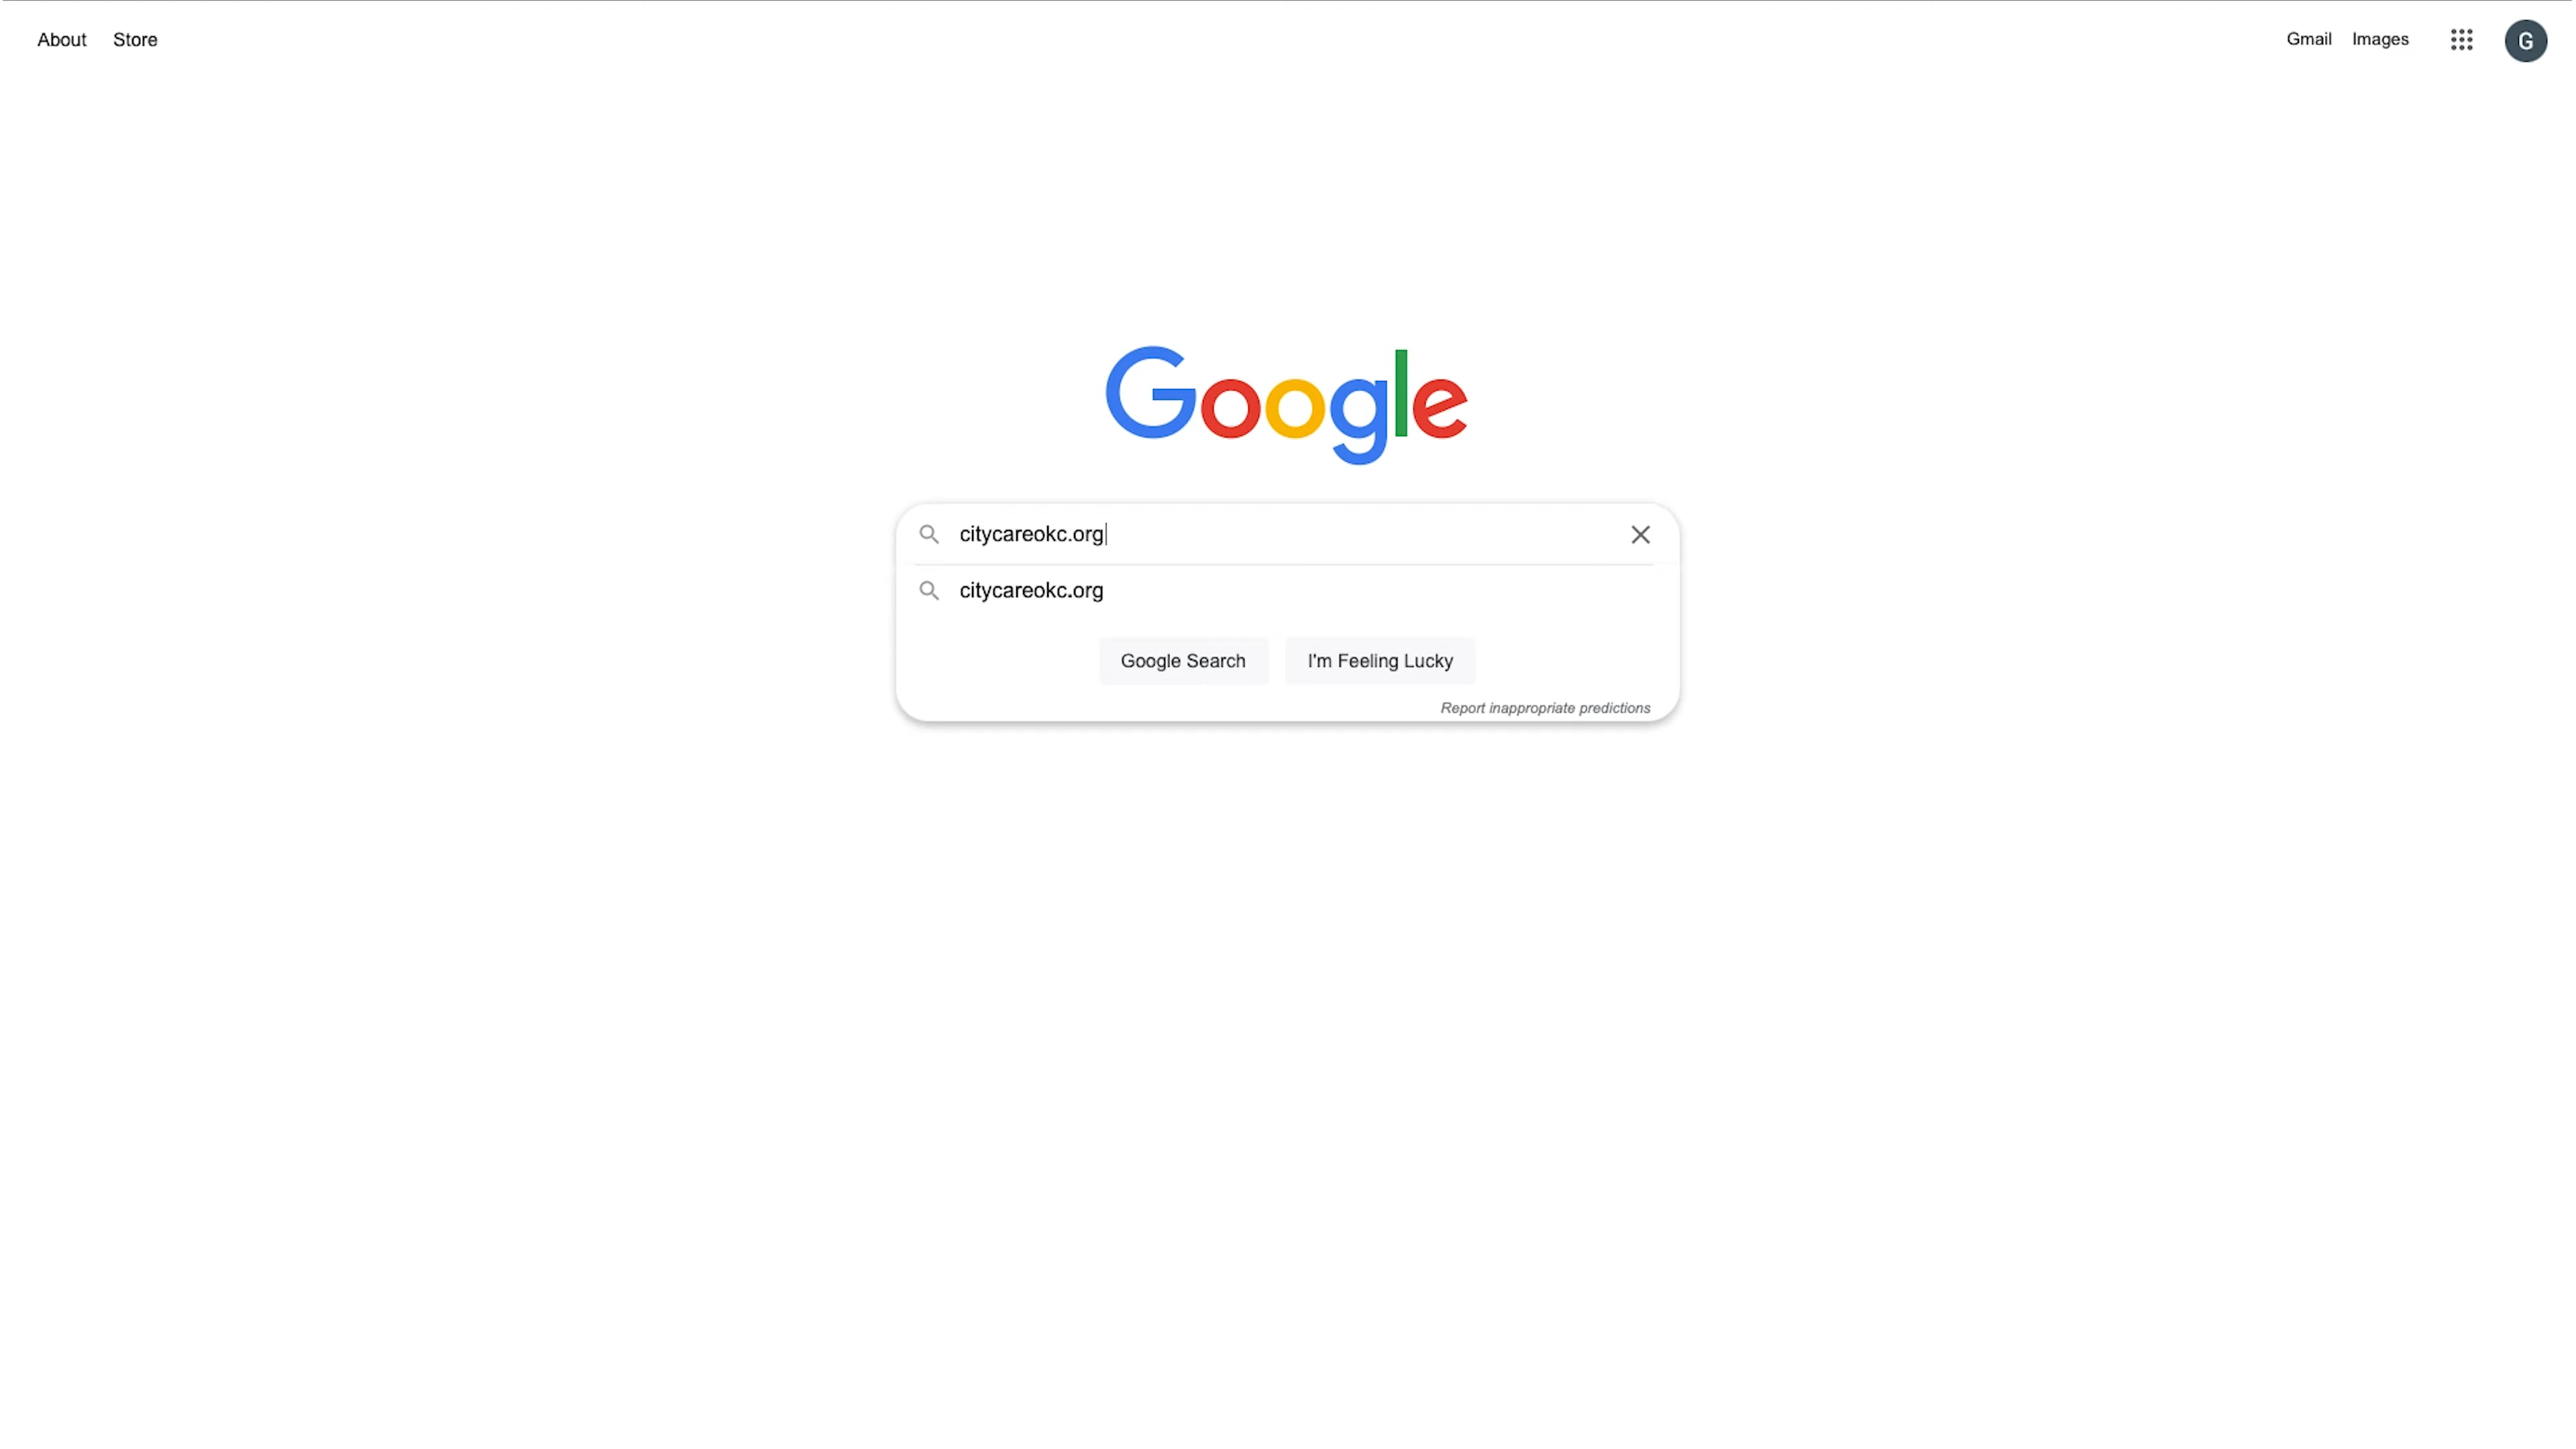 About Store
Gmail Images
G
Google
citycareokc.org
citycareokc.org
Google Search I'm Feeling Lucky
Report inappropriate predictions